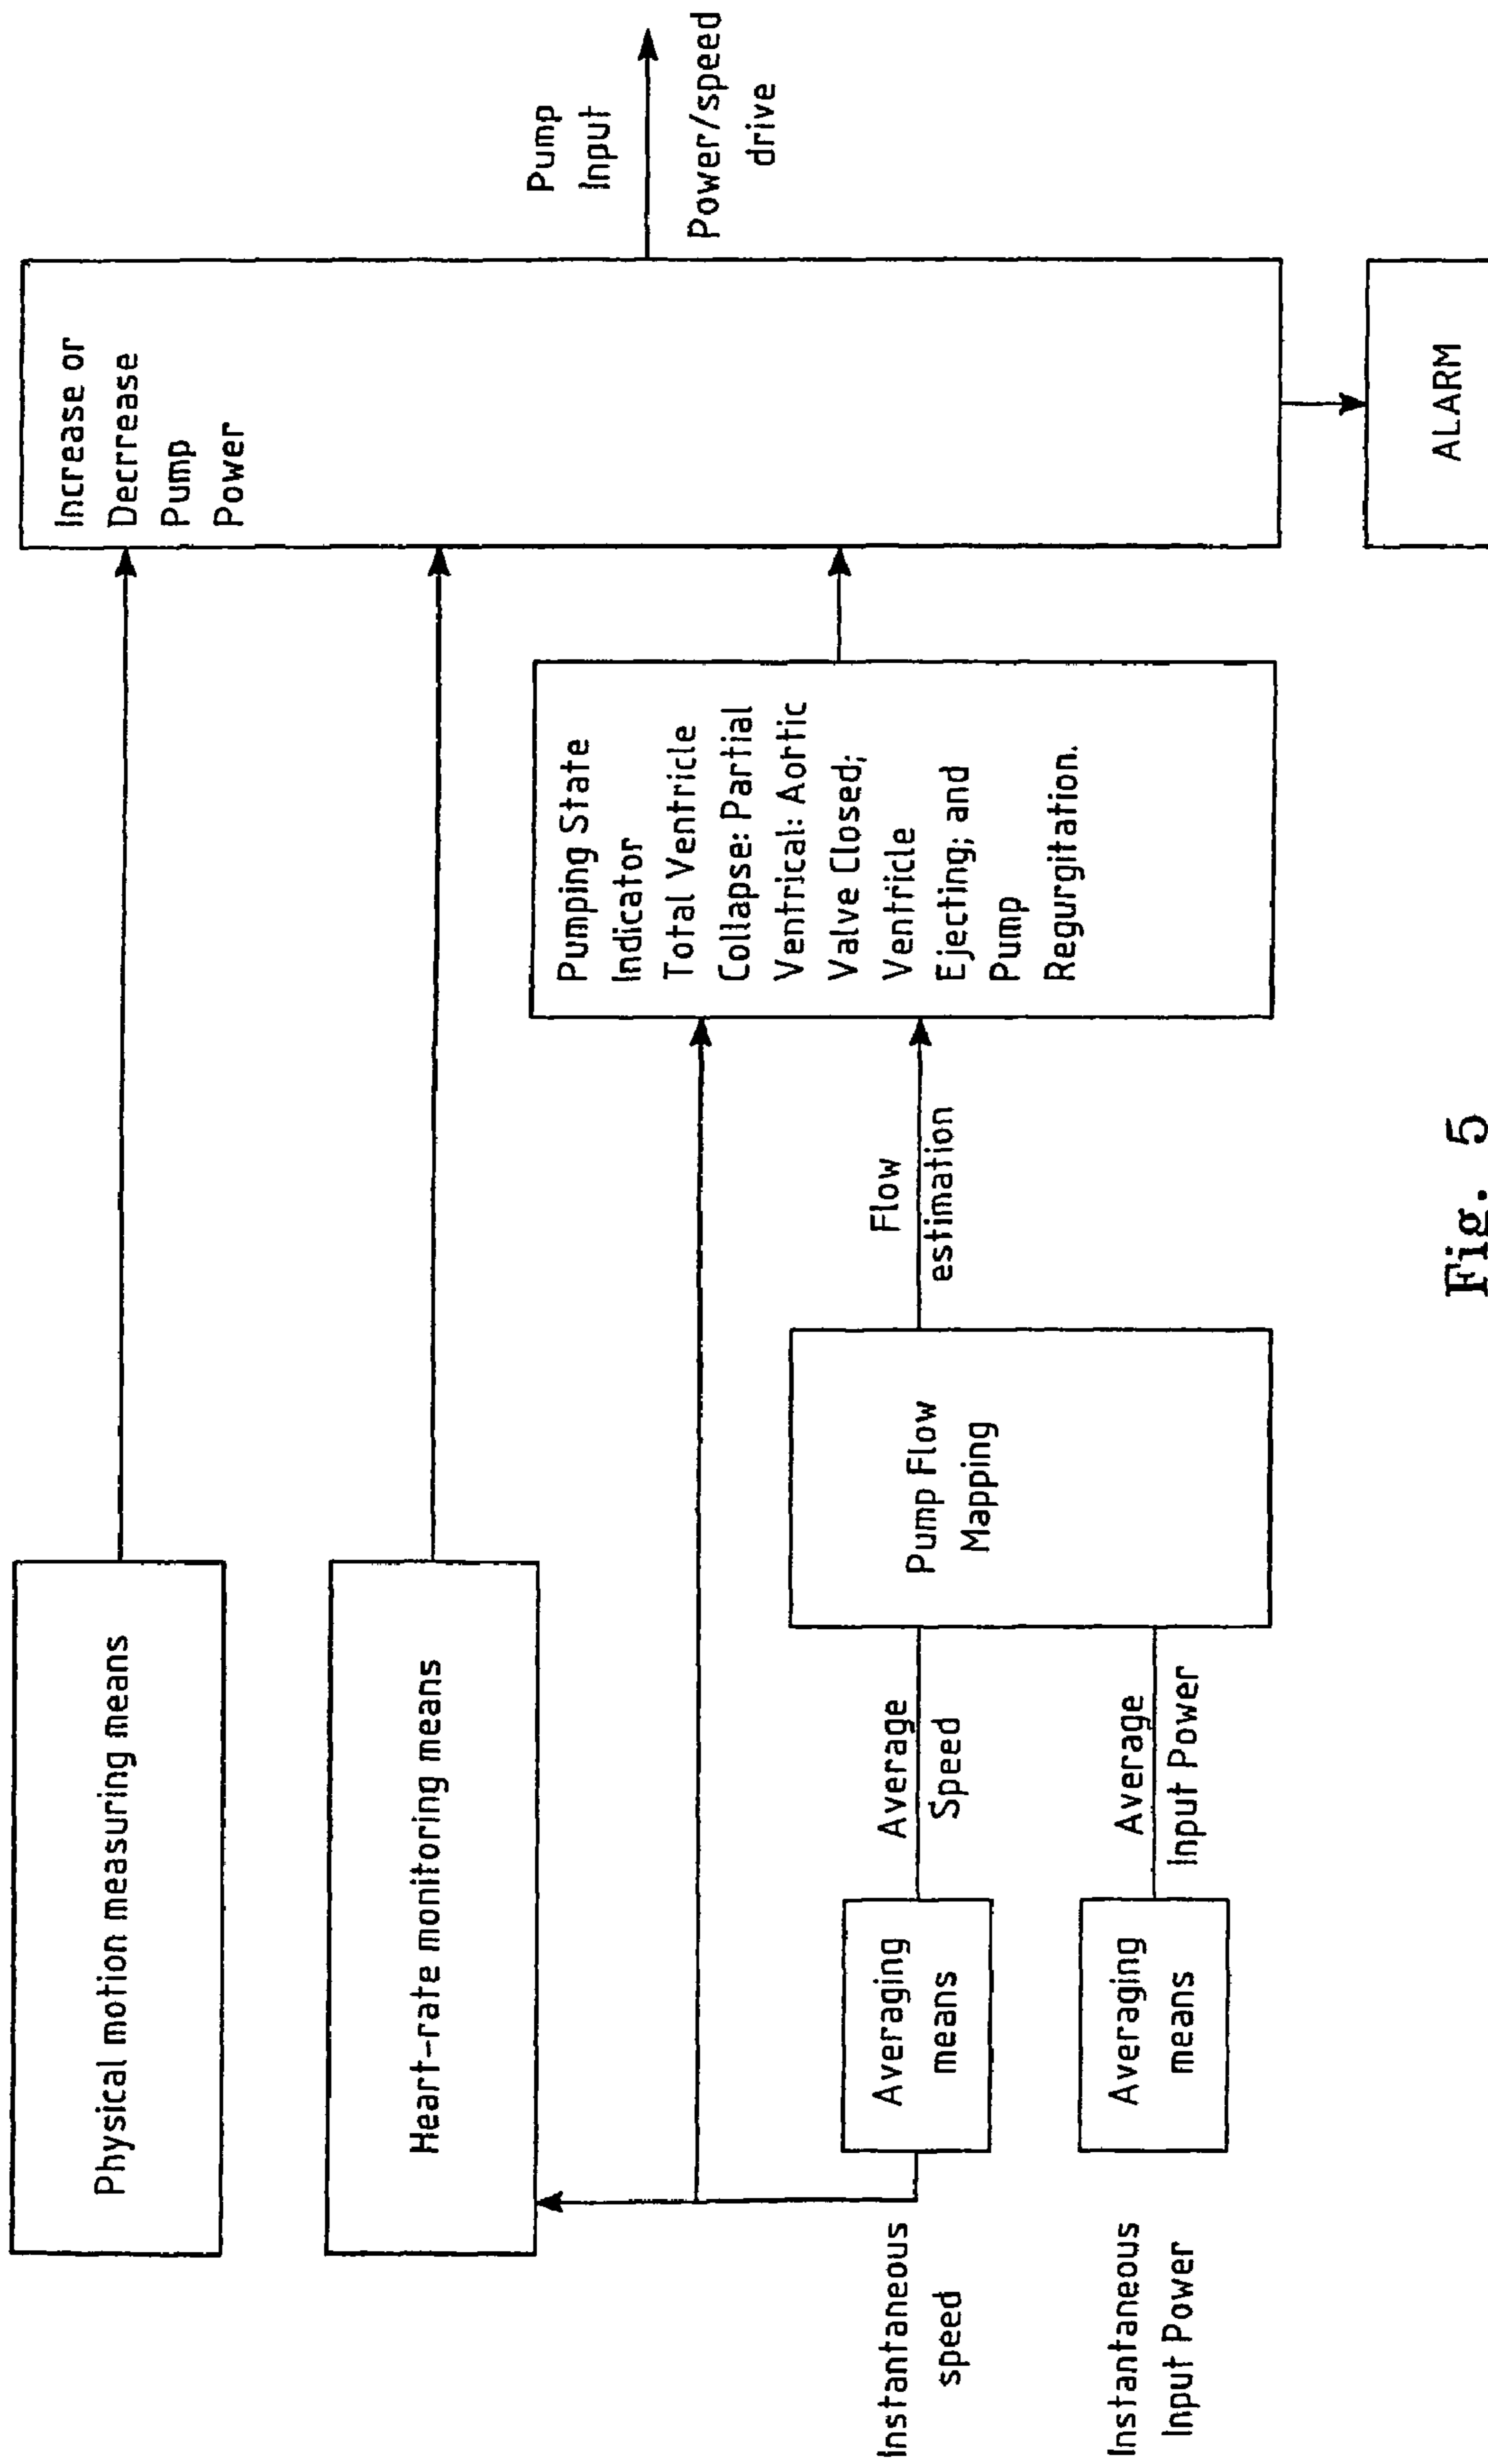 Physical motion measuring means
Heart-rate monitoring means
Instantaneous
speed
Instantaneous
Input Power
Averaging
means
Averaging
means
Average
Speed
Average
Input Power
Pump Flow
Mapping
Flow
estimation
Pumping State
Indicator
Total Ventricle
Collapse: Partial
Ventrical: Aortic
Valve Closed;
Ventricle
Ejecting; and
Pump
Regurgitation.
Increase or
Decrrease
Pump
Power
Pump
Input
Power/speed
drive
ALARM
Fig. 5